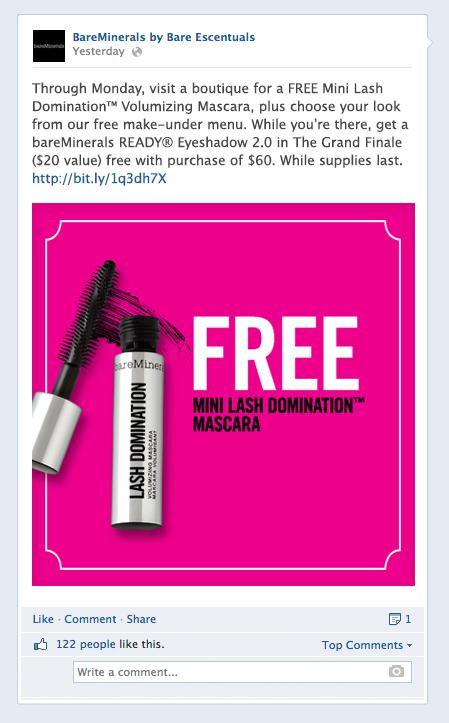 bareMinerals
BareMinerals by Bare Escentuals
Yesterday
Through Monday, visit a boutique for a FREE Mini Lash
Domination™ Volumizing Mascara, plus choose your look
from our free make-under menu. While you're there, get a
bareMinerals READY® Eyeshadow 2.0 in The Grand Finale
($20 value) free with purchase of $60. While supplies last.
http://bit.ly/1q3dh7X
bareMineral
LASH DOMINATION
VOLUMIZING MASCARA
MASCARA VOLUMISANT
FREE
MINI LASH DOMINATION™
MASCARA
Like · Comment · Share
1
122 people like this.
Top Comments
Write a comment...